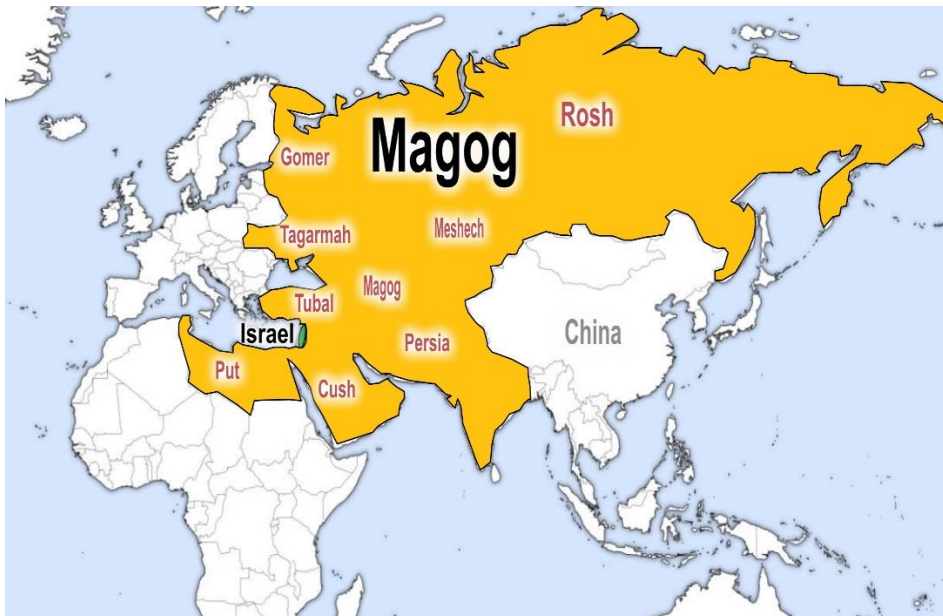 Rosh
Magog
Gomer
Meshech
Tagarmah
Magog
Tubal
Israel
China
Persia
Put
Cush